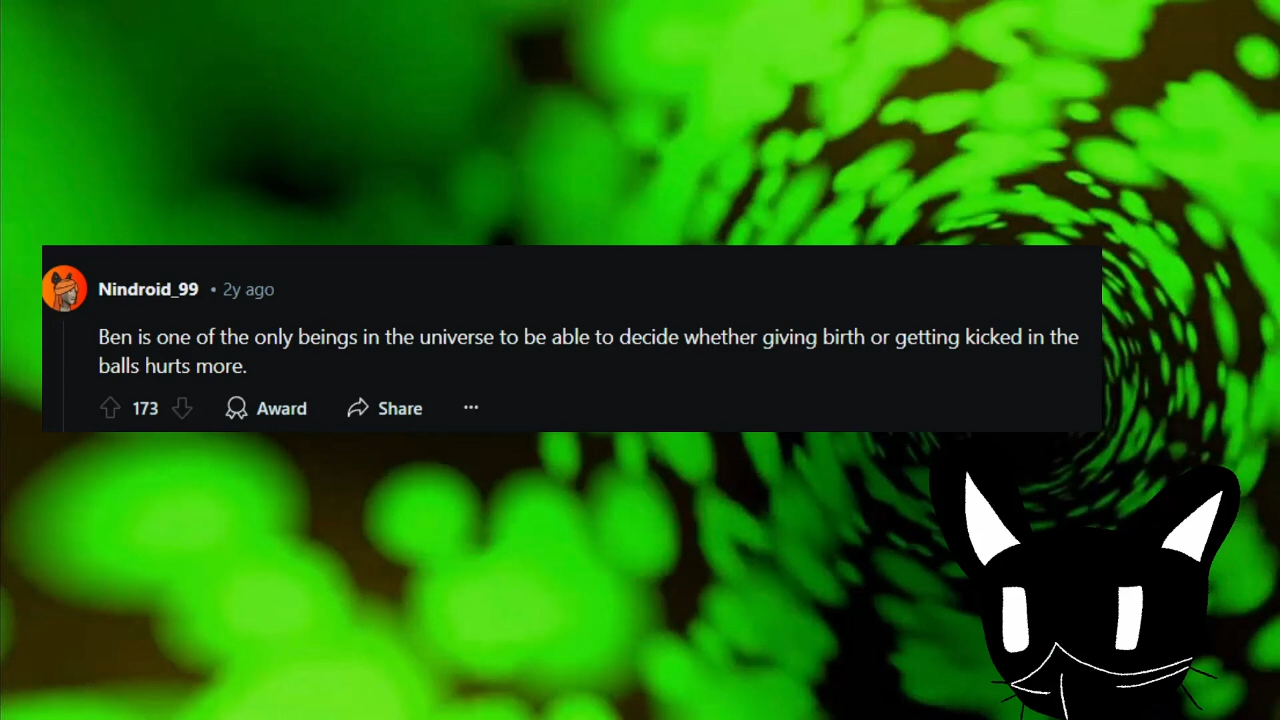 Nindroid_99 • 2y ago
Ben is one of the only beings in the universe to be able to decide whether giving birth or getting kicked in the
balls hurts more.
173 Award Share ...